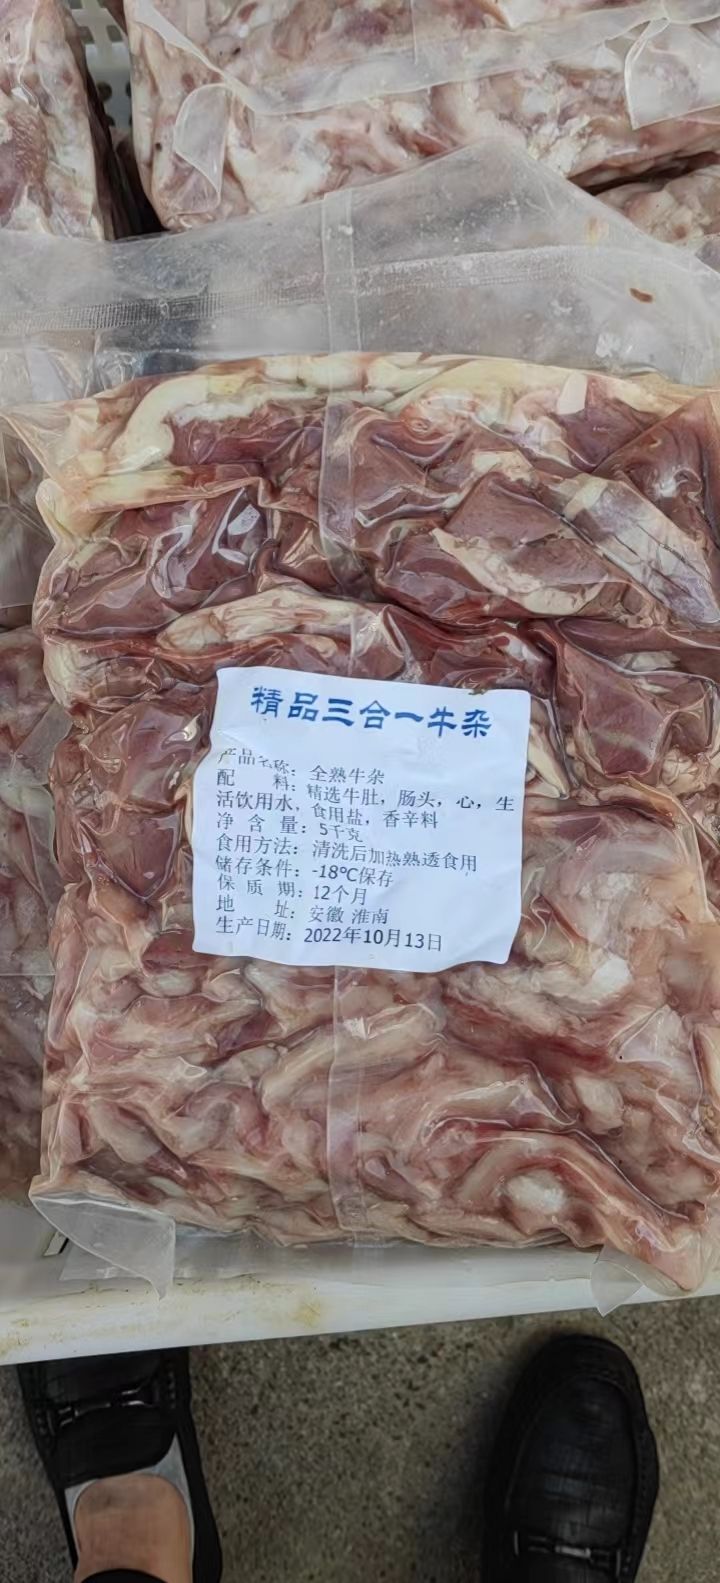 精品三合一牛杂
产品名称：全熟牛杂
配 料：精选牛肚，肠头，心，生
活饮用水，食用盐，香辛料
净 含 量：5千克
食用方法：清洗后加热熟透食用
储存条件：-18℃保存
保 质 期：12个月
地 址：安徽 淮南
生产日期：2022年10月13日